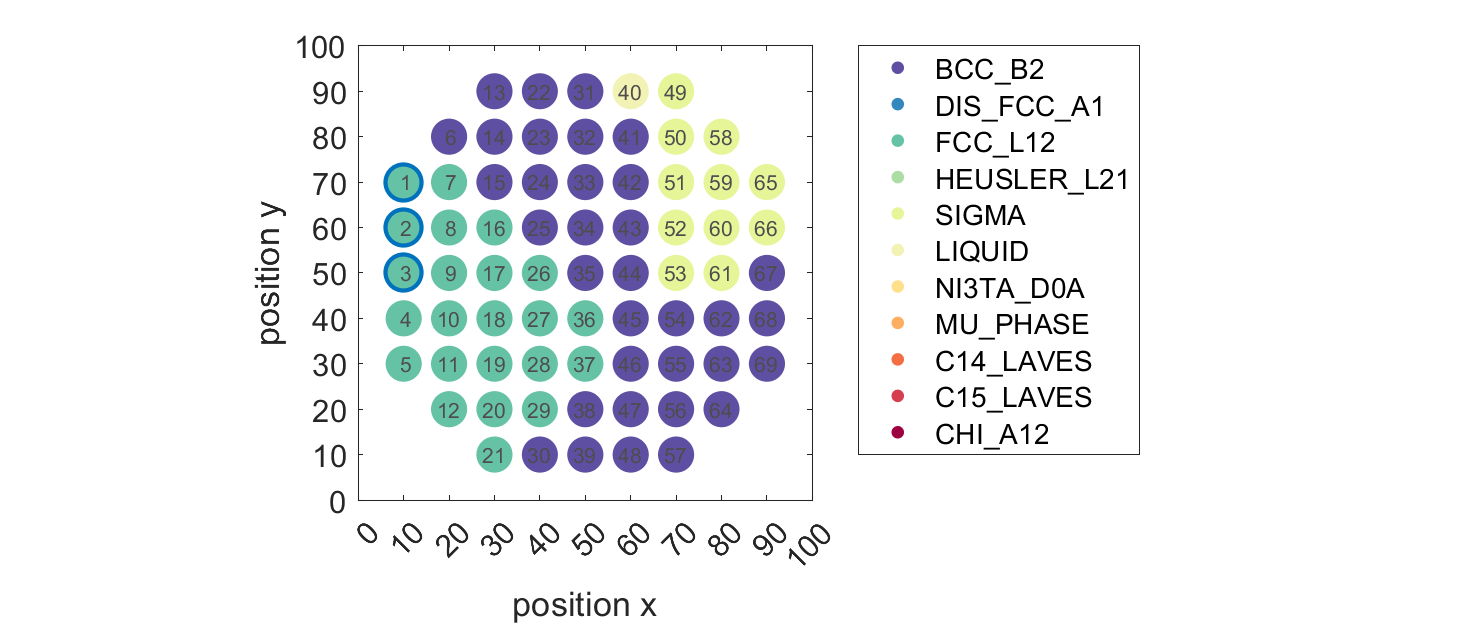 100
90 13 22 31 40 49
80 6 14 23 32 41 50 58
70 1 7 15 24 33 42 51 59 65
60 2 8 16 25 34 43 52 60 66
50 3 9 17 26 35 44 53 61 67
40 4 10 18 27 36 45 54 62 68
30 5 11 19 28 37 46 55 63 69
20 12 20 29 38 47 56 64
10 21 30 39 48 57
0
0 10 20 30 40 50 60 70 80 90 100
position x
position y
BCC_B2
DIS_FCC_A1
FCC_L12
HEUSLER_L21
SIGMA
LIQUID
NI3TA_D0A
MU_PHASE
C14_LAVES
C15_LAVES
CHI_A12